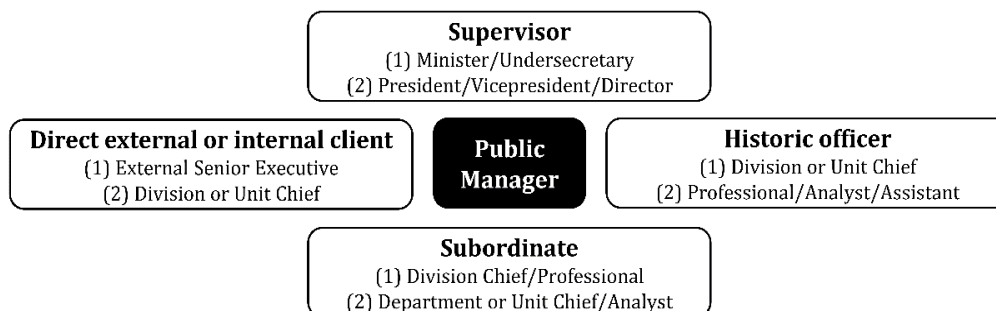 Supervisor
(1) Minister/Undersecretary
(2) President/Vicepresident/Director
Direct external or internal client
(1) External Senior Executive
(2) Division or Unit Chief
Public
Manager
Historic officer
(1) Division or Unit Chief
(2) Professional/Analyst/Assistant
Subordinate
(1) Division Chief/Professional
(2) Department or Unit Chief/Analyst